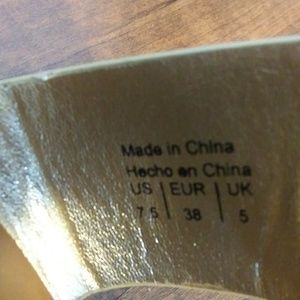 Made in China
Hecho en China
US | EUR | UK
7.5 | 38 | 5